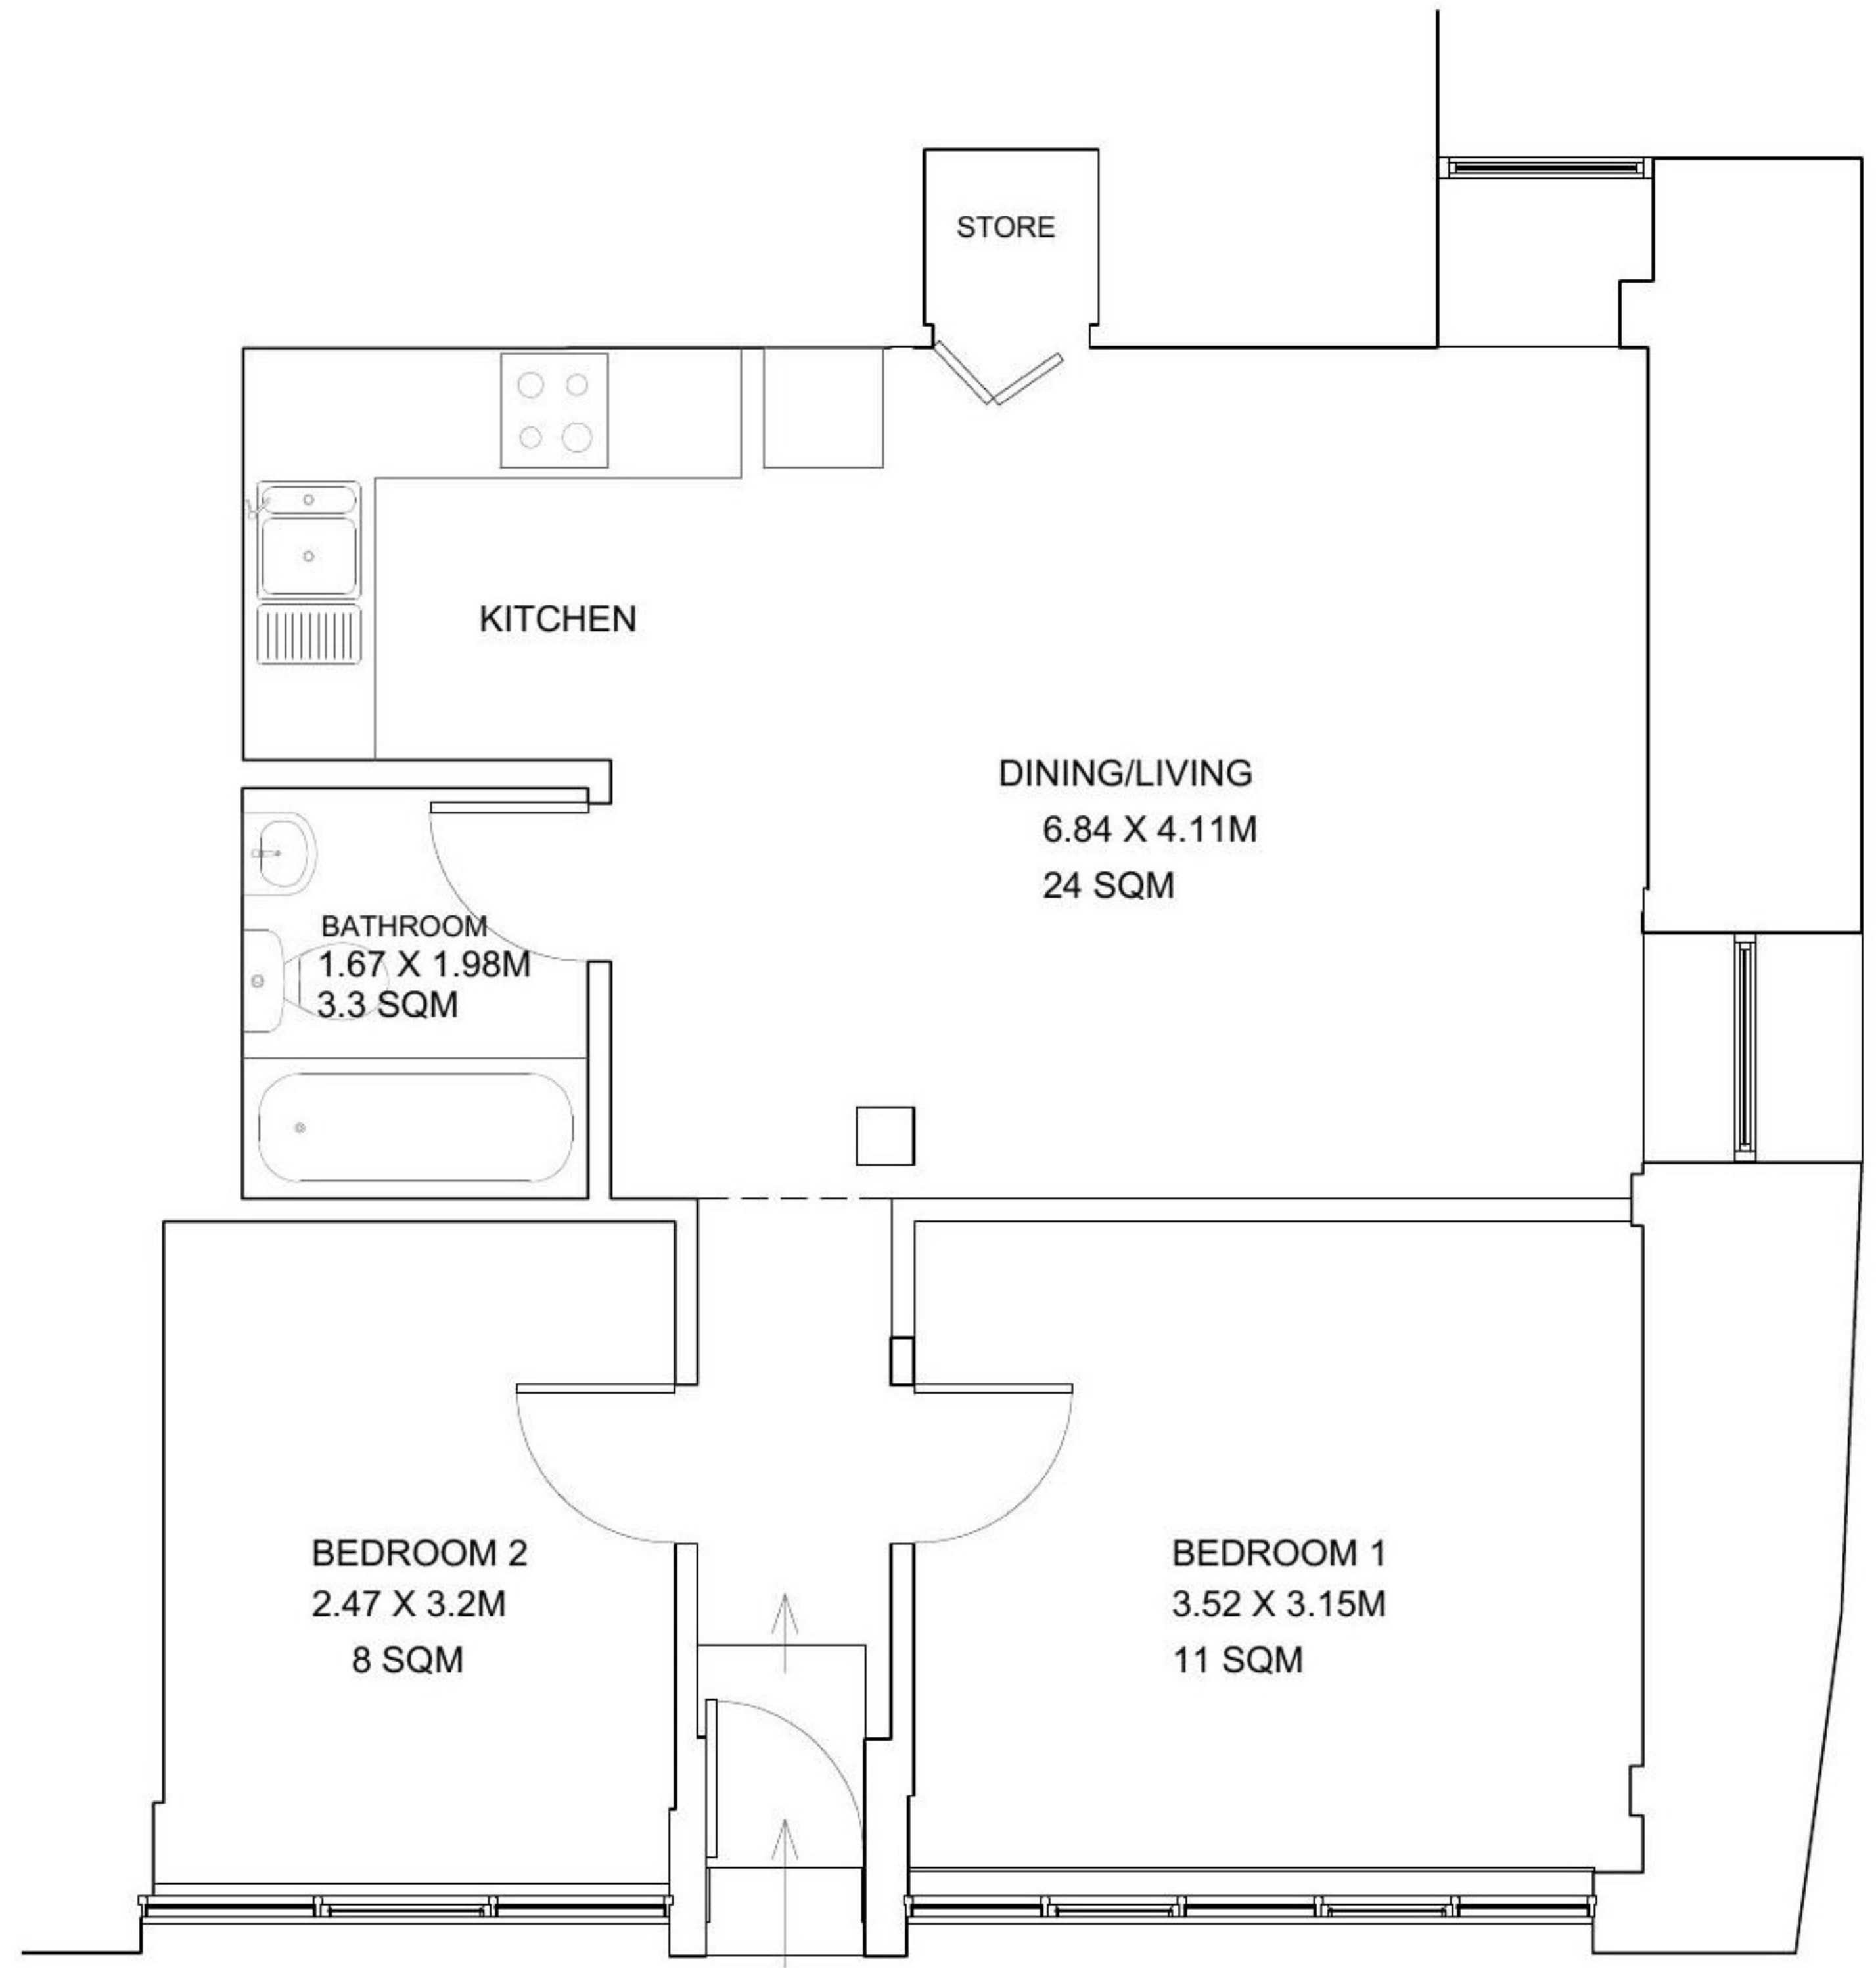 STORE
KITCHEN
DINING/LIVING
6.84 X 4.11M
24 SQM
BATHROOM
1.67 X 1.98M
3.3 SQM
BEDROOM 2
2.47 X 3.2M
8 SQM
BEDROOM 1
3.52 X 3.15M
11 SQM